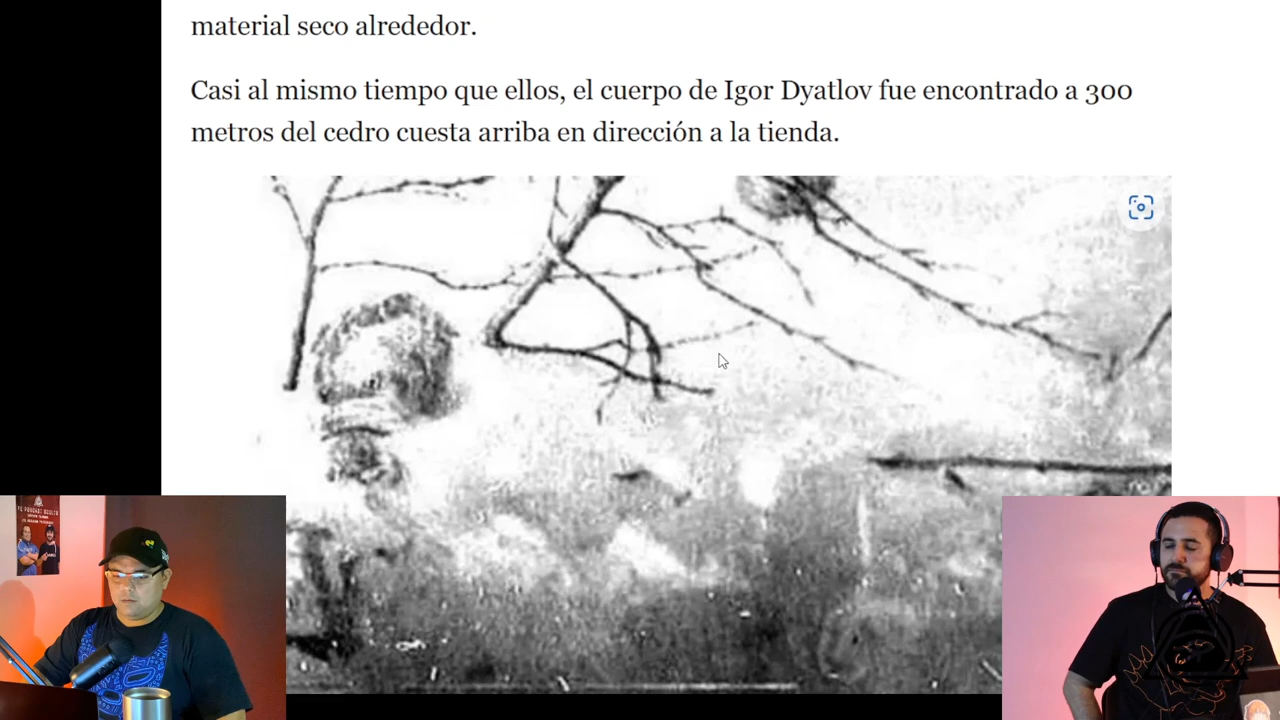 material seco alrededor.
Casi al mismo tiempo que ellos, el cuerpo de Igor Dyatlov fue encontrado a 300
metros del cedro cuesta arriba en dirección a la tienda.